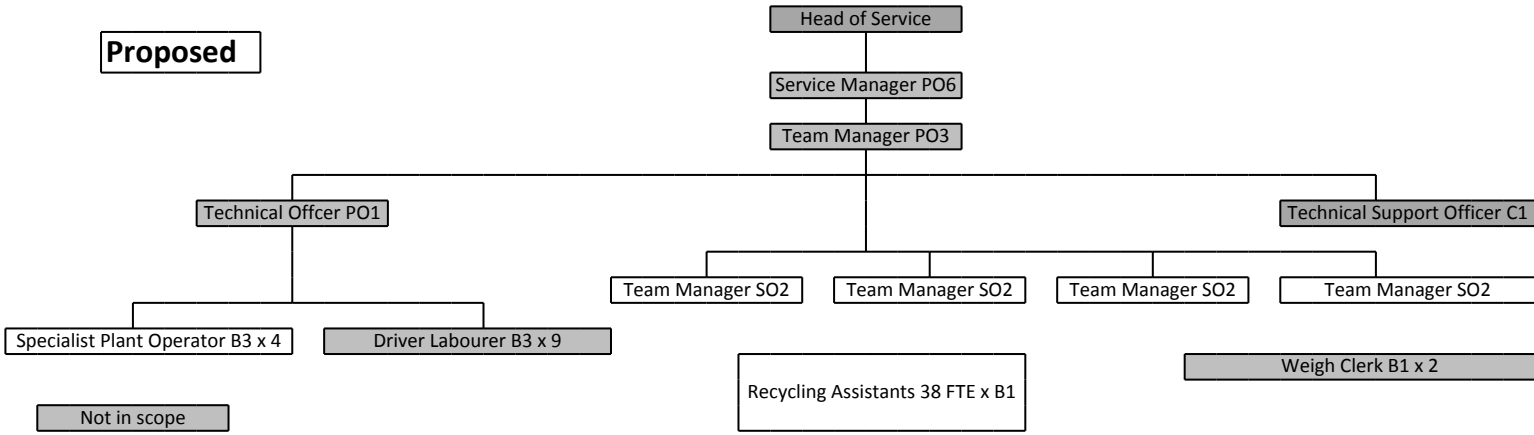 Head of Service
Proposed
Service Manager PO6
Team Manager PO3
Technical Offcer PO1
Technical Support Officer C1
Team Manager SO2
Team Manager SO2
Team Manager SO2
Team Manager SO2
Specialist Plant Operator B3 x 4
Driver Labourer B3 x 9
Weigh Clerk B1 x 2
Recycling Assistants 38 FTE x B1
Not in scope